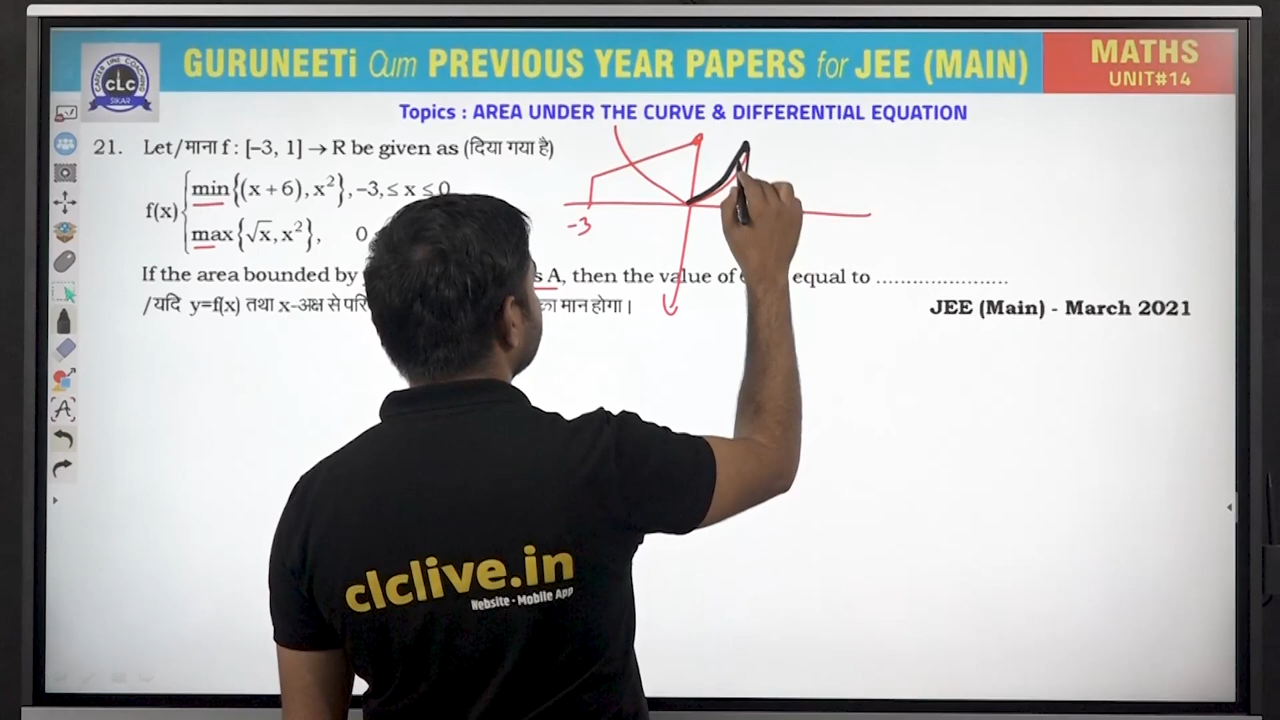 GURUNEETi Cum PREVIOUS YEAR PAPERS for JEE (MAIN)
MATHS
UNIT#14
CAREER LINE COACHING
CLC
SIKAR
Topics : AREA UNDER THE CURVE & DIFFERENTIAL EQUATION
21. Let/माना f : [–3, 1] → R be given as (दिया गया है)
f(x) { min{(x + 6), x²}, –3, ≤ x ≤ 0
max{√x, x²}, 0
-3
If the area bounded by s A, then the value of equal to ......................
/यदि y=f(x) तथा x-अक्ष से का मान होगा।
JEE (Main) - March 2021
A
clclive.in
Website - Mobile App